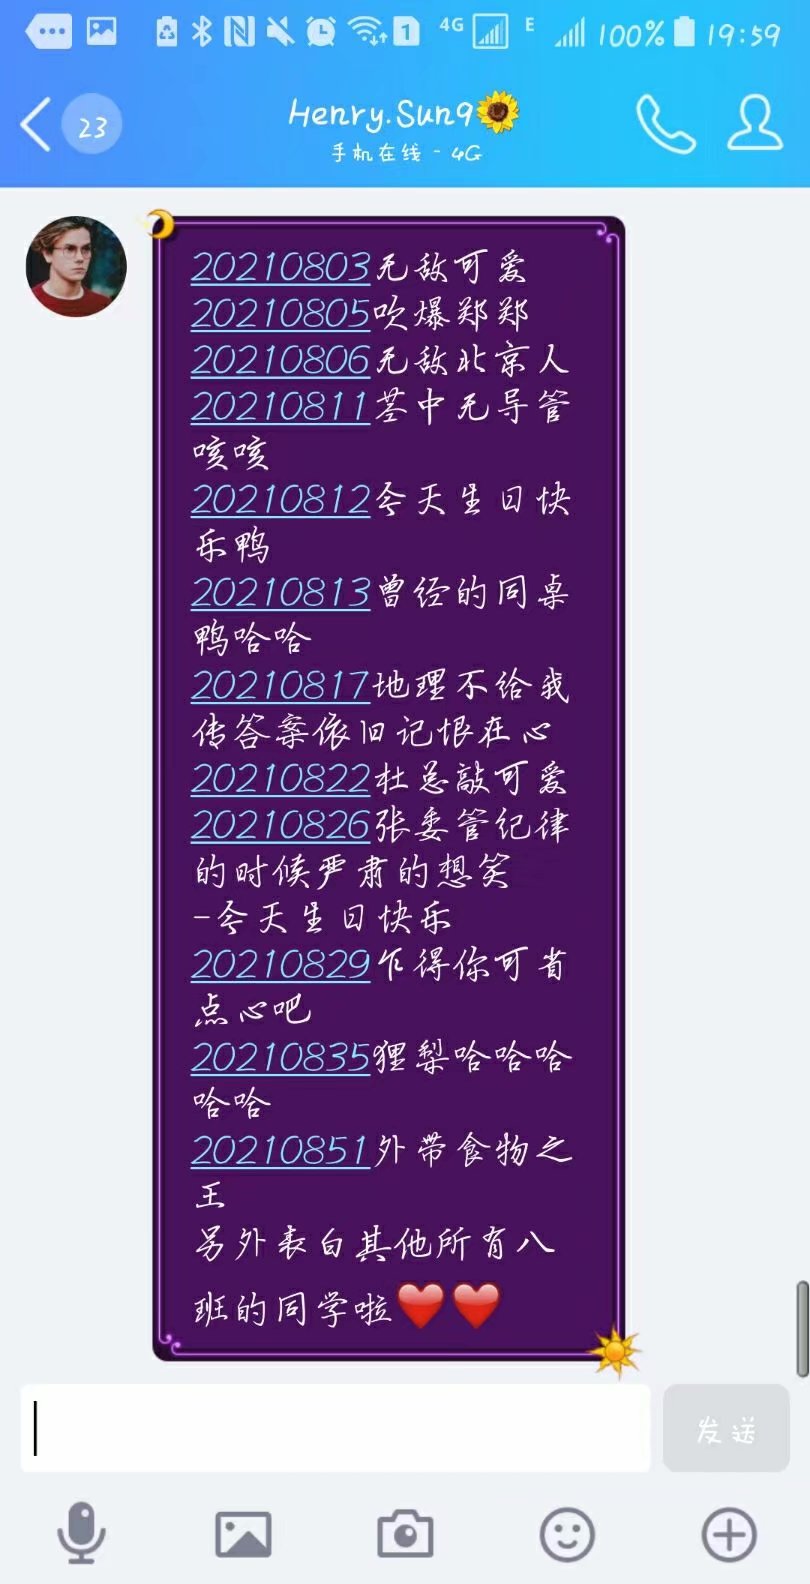 4G E 100% 19:59
23 Henry.Sun9
手机在线 - 4G
20210803无敌可爱
20210805吹爆郑郑
20210806无敌北京人
20210811茎中无导管
咳咳
20210812今天生日快
乐鸭
20210813曾经的同桌
鸭哈哈
20210817地理不给我
传答案依旧记恨在心
20210822杜总敲可爱
20210826张委管纪律
的时候严肃的想笑
-今天生日快乐
20210829乍得你可省
点心吧
20210835狸梨哈哈哈
哈哈
20210851外带食物之
王
另外表白其他所有八
班的同学啦❤️❤️
发送